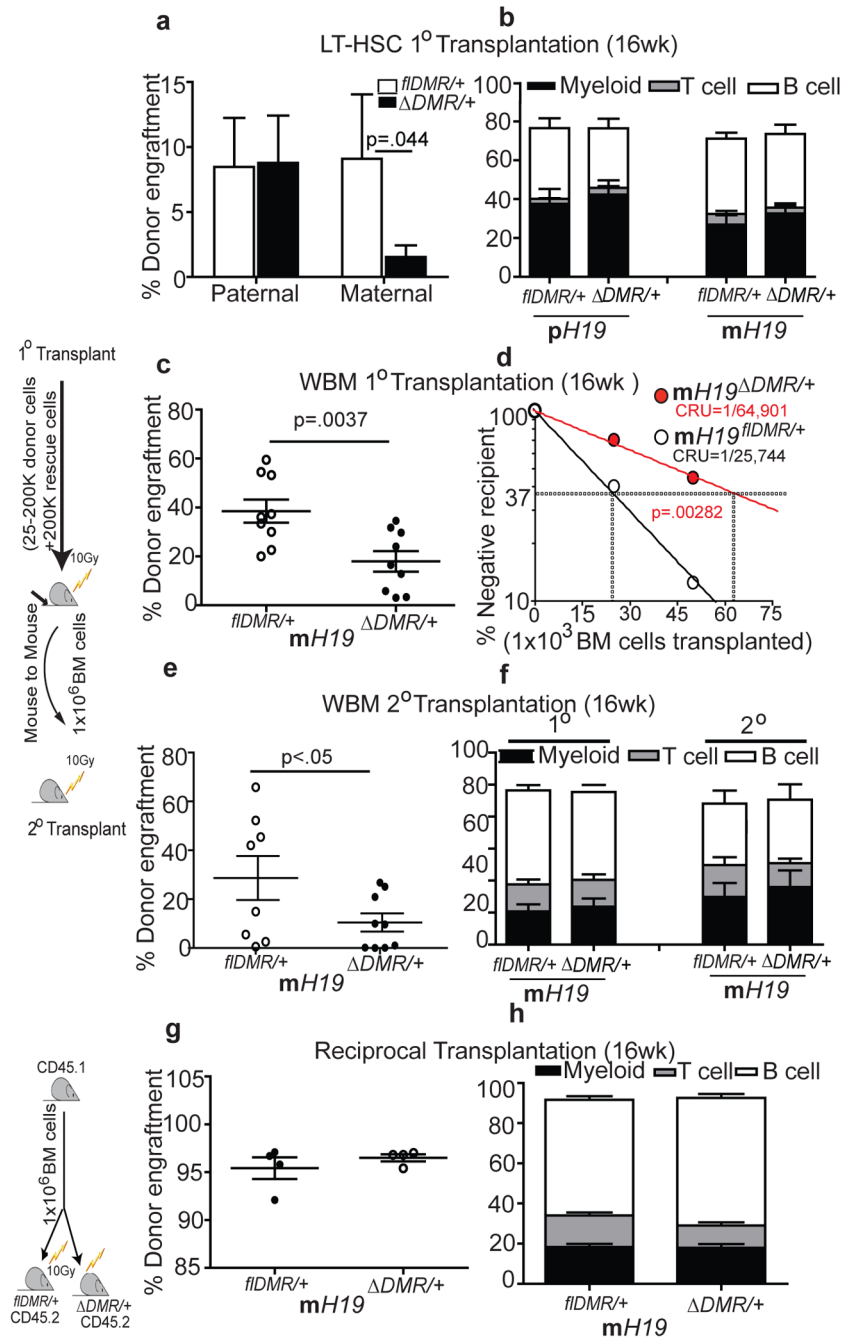 a
b
LT-HSC 1° Transplantation (16wk)
% Donor engraftment
15
10
5
0
flDMR/+
ΔDMR/+
p=.044
Paternal
Maternal
Myeloid
T cell
B cell
100
80
60
40
20
0
flDMR/+
ΔDMR/+
flDMR/+
ΔDMR/+
pH19
mH19
1° Transplant
(25-200K donor cells
+200K rescue cells
10Gy
Mouse to Mouse
1x10⁶BM cells
10Gy
2° Transplant
c
WBM 1° Transplantation (16wk )
% Donor engraftment
80
60
40
20
0
p=.0037
flDMR/+
mH19
ΔDMR/+
d
mH19ΔDMR/+
CRU=1/64,901
mH19flDMR/+
CRU=1/25,744
% Negative recipient
100
37
10
p=.00282
0
15
30
45
60
75
(1x10³ BM cells transplanted)
e
f
WBM 2° Transplantation (16wk)
% Donor engraftment
80
60
40
20
0
p<.05
flDMR/+
ΔDMR/+
mH19
1°
2°
Myeloid
T cell
B cell
100
80
60
40
20
0
flDMR/+
ΔDMR/+
flDMR/+
ΔDMR/+
mH19
mH19
g
h
Reciprocal Transplantation (16wk)
CD45.1
1x10⁶BM cells
10Gy
flDMR/+
CD45.2
ΔDMR/+
CD45.2
% Donor engraftment
105
100
95
90
85
flDMR/+
ΔDMR/+
mH19
Myeloid
T cell
B cell
100
80
60
40
20
0
flDMR/+
ΔDMR/+
mH19